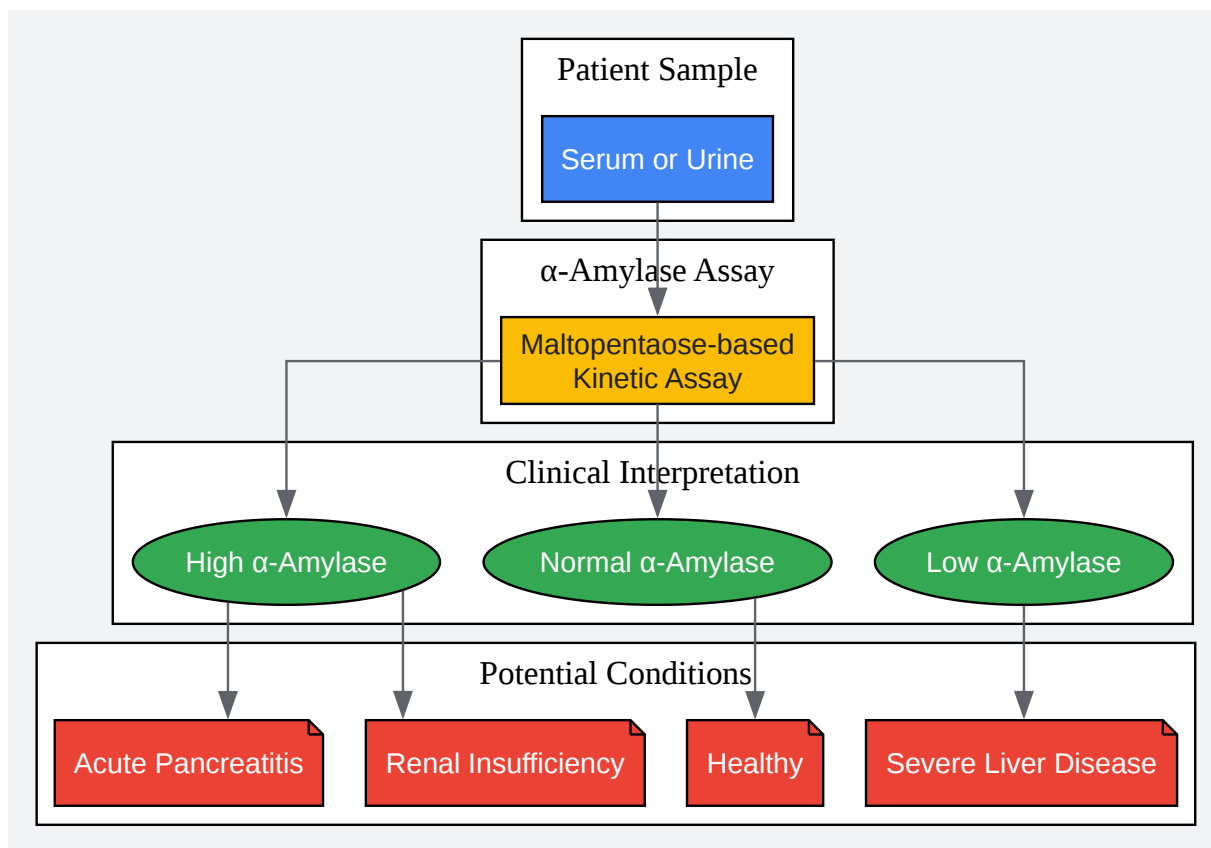 Patient Sample
Serum or Urine
α-Amylase Assay
Maltopentaose-based
Kinetic Assay
Clinical Interpretation
High α-Amylase
Normal α-Amylase
Low α-Amylase
Potential Conditions
Acute Pancreatitis
Renal Insufficiency
Healthy
Severe Liver Disease